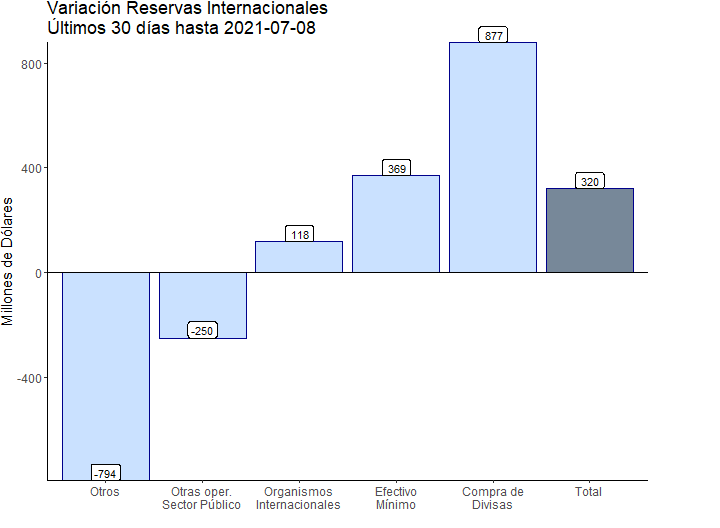 Variación Reservas Internacionales
Últimos 30 días hasta 2021-07-08
Millones de Dólares
800
400
0
-400
-794
-250
118
369
877
320
Otros
Otras oper.
Sector Público
Organismos
Internacionales
Efectivo
Mínimo
Compra de
Divisas
Total